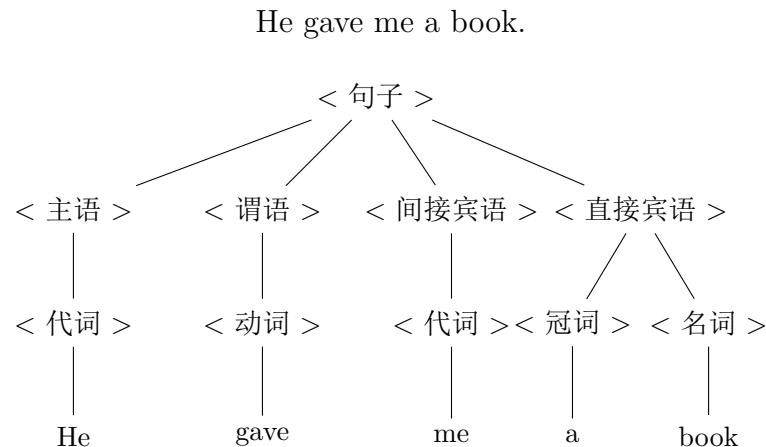 He gave me a book.
< 句子 >
< 主语 > < 谓语 > < 间接宾语 > < 直接宾语 >
< 代词 > < 动词 > < 代词 > < 冠词 > < 名词 >
He gave me a book